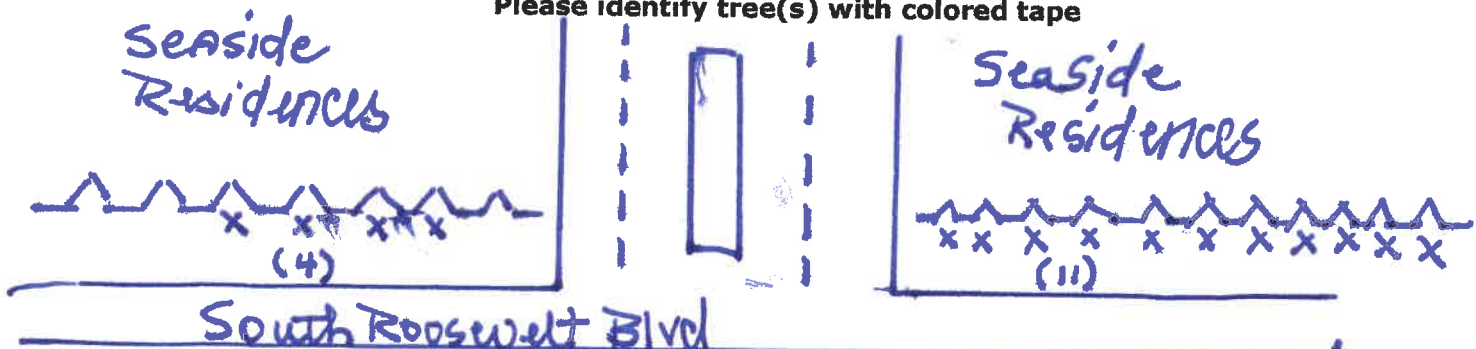 Please identify tree(s) with colored tape
Seaside
Residences
Seaside
Residences
x x x x
(4)
x x x x x x x x x x x
(11)
South Roosevelt Blvd